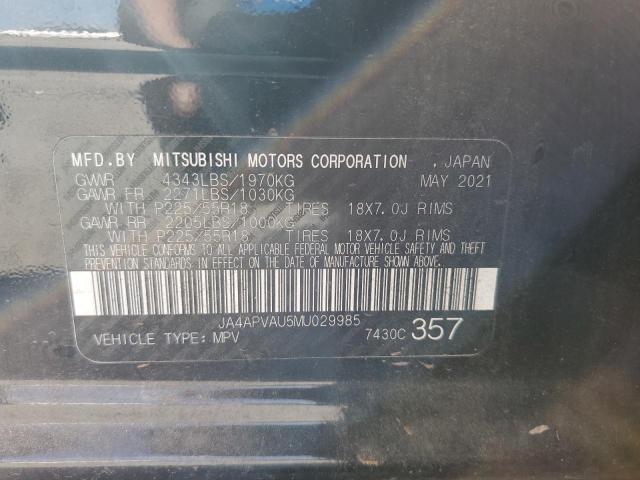 MFD.BY MITSUBISHI MOTORS CORPORATION , JAPAN
GVWR 4343LBS/1970KG MAY 2021
GAWR FR 2271LBS/1030KG
WITH P225/55R18 TIRES 18X7.0J RIMS
GAWR RR 2205LBS/1000KG
WITH P225/55R18 TIRES 18X7.0J RIMS
THIS VEHICLE CONFORMS TO ALL APPLICABLE FEDERAL MOTOR VEHICLE SAFETY AND THEFT
PREVENTION STANDARDS IN EFFECT ON THE DATE OF MANUFACTURE SHOWN ABOVE.
JA4APVAU5MU029985
VEHICLE TYPE: MPV 7430C 357